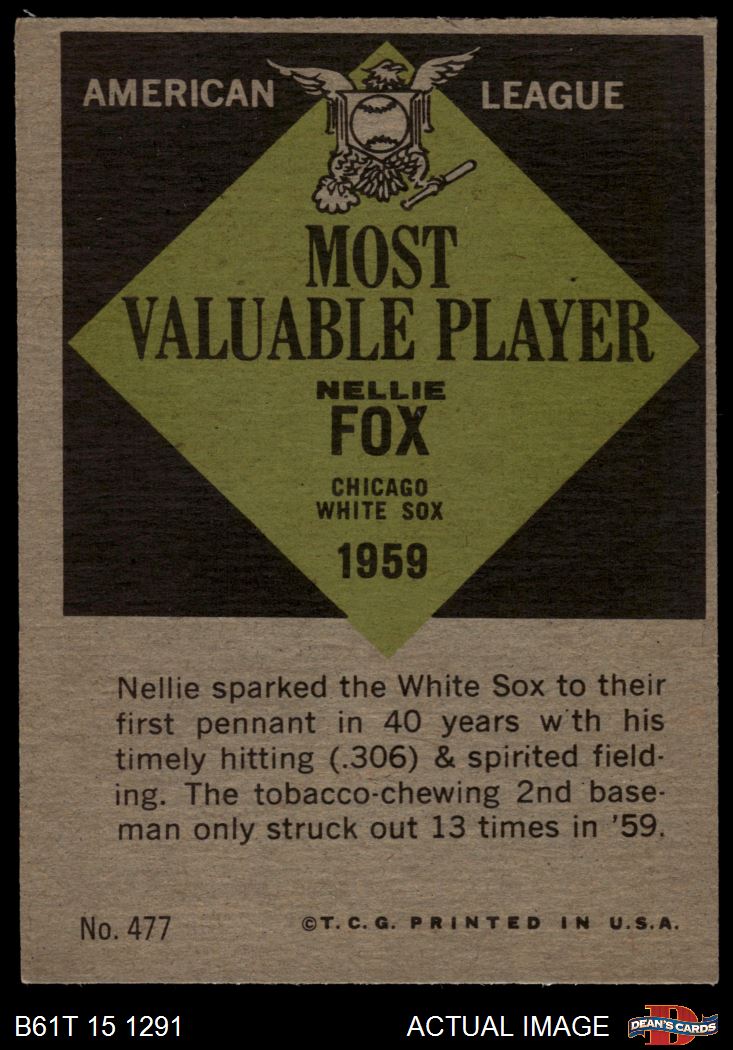 AMERICAN LEAGUE
MOST
VALUABLE PLAYER
NELLIE
FOX
CHICAGO
WHITE SOX
1959
Nellie sparked the White Sox to their
first pennant in 40 years w th his
timely hitting (.306) & spirited field-
ing. The tobacco-chewing 2nd base-
man only struck out 13 times in '59.
No. 477 ©T. C. G. PRINTED IN U.S.A.
B61T 15 1291 ACTUAL IMAGE DEAN'S CARDS